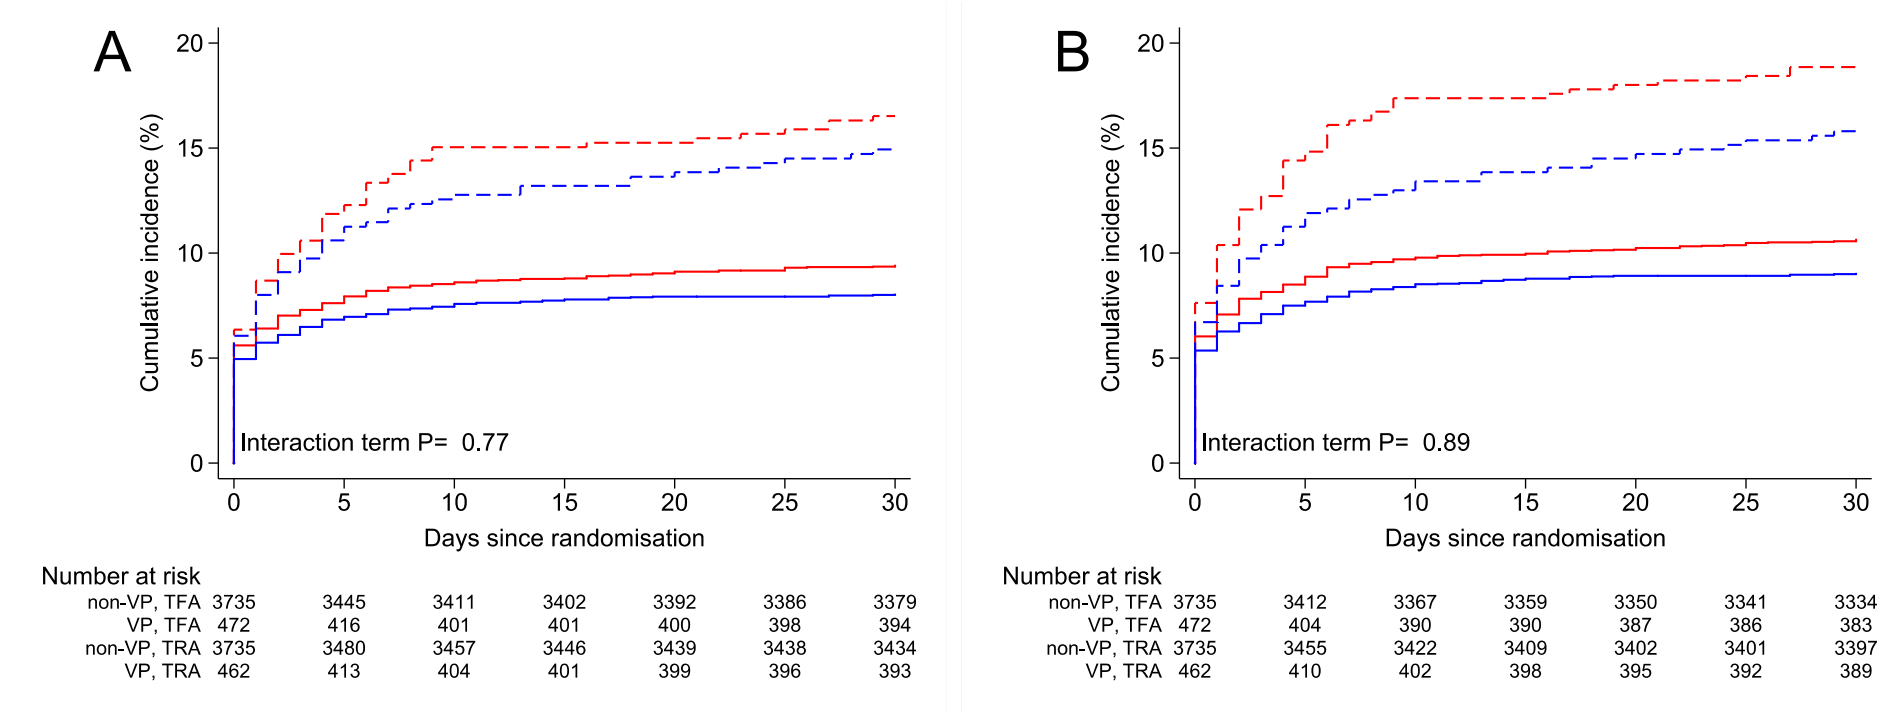 A
20
15
10
5
0
Cumulative incidence (%)
Interaction term P=  0.77
0 5 10 15 20 25 30
Days since randomisation
Number at risk
non-VP, TFA 3735 3445 3411 3402 3392 3386 3379
VP, TFA 472 416 401 401 400 398 394
non-VP, TRA 3735 3480 3457 3446 3439 3438 3434
VP, TRA 462 413 404 401 399 396 393
B
20
15
10
5
0
Cumulative incidence (%)
Interaction term P=  0.89
0 5 10 15 20 25 30
Days since randomisation
Number at risk
non-VP, TFA 3735 3412 3367 3359 3350 3341 3334
VP, TFA 472 404 390 390 387 386 383
non-VP, TRA 3735 3455 3422 3409 3402 3401 3397
VP, TRA 462 410 402 398 395 392 389